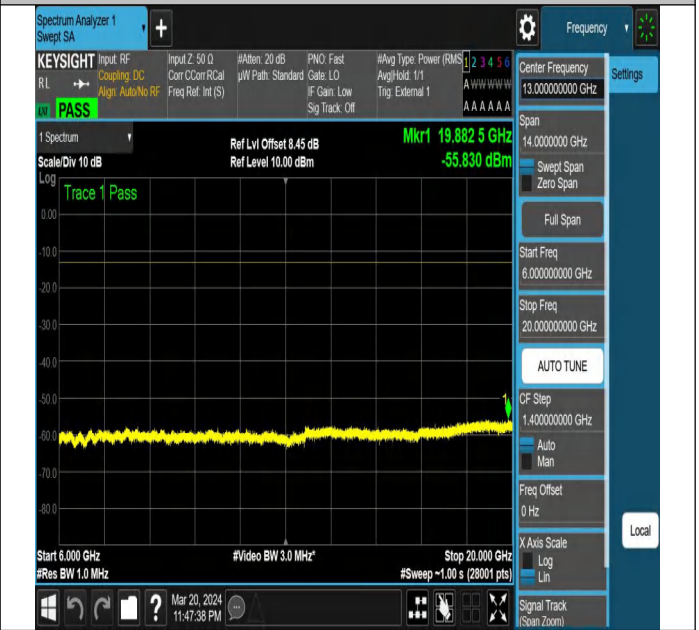 Spectrum Analyzer 1
Swept SA
Frequency
KEYSIGHT
RL
PASS
Input: RF
Coupling: DC
Align: Auto/No RF
Input Z: 50 Ω
Corr CCorr RCal
Freq Ref: Int (S)
#Atten: 20 dB
µW Path: Standard
PNO: Fast
Gate: LO
IF Gain: Low
Sig Track: Off
#Avg Type: Power (RMS
Avg|Hold: 1/1
Trig: External 1
1 2 3 4 5 6
A W W W W W
A A A A A A
1 Spectrum
Scale/Div 10 dB
Ref Lvl Offset 8.45 dB
Ref Level 10.00 dBm
Mkr1 19.882 5 GHz
-55.830 dBm
Log
Trace 1 Pass
0.00
-10.0
-20.0
-30.0
-40.0
-50.0
-60.0
-70.0
-80.0
1
Start 6.000 GHz
#Res BW 1.0 MHz
#Video BW 3.0 MHz*
Stop 20.000 GHz
#Sweep ~1.00 s (28001 pts)
Center Frequency
13.000000000 GHz
Settings
Span
14.0000000 GHz
Swept Span
Zero Span
Full Span
Start Freq
6.000000000 GHz
Stop Freq
20.000000000 GHz
AUTO TUNE
CF Step
1.400000000 GHz
Auto
Man
Freq Offset
0 Hz
X Axis Scale
Log
Lin
Signal Track
(Span Zoom)
Local
Mar 20, 2024
11:47:38 PM